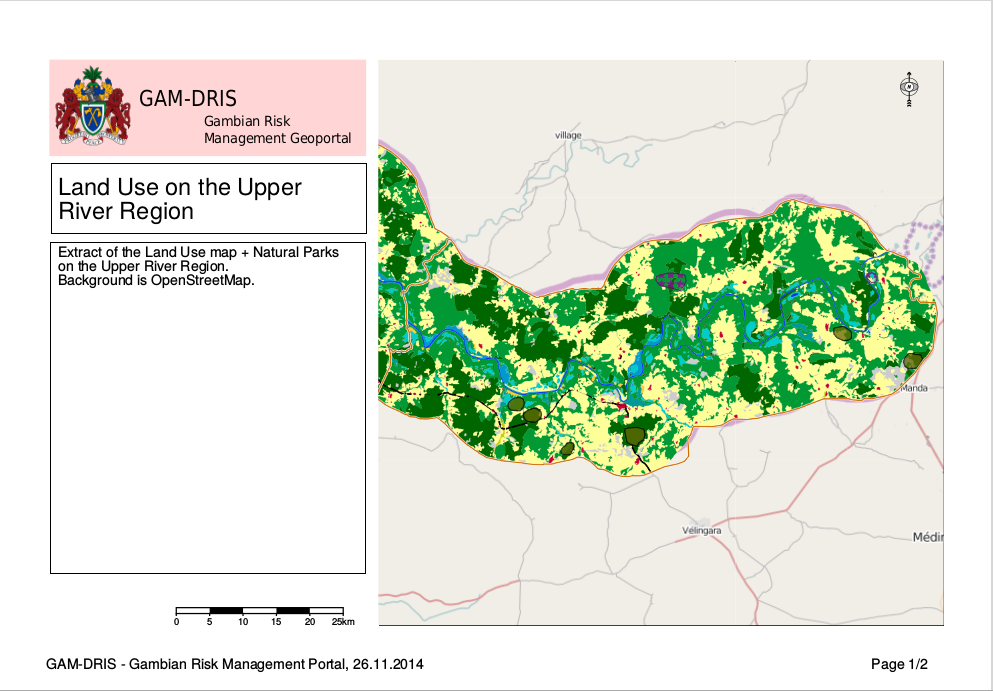 GAM-DRIS
Gambian Risk
Management Geoportal
Land Use on the Upper
River Region
Extract of the Land Use map + Natural Parks
on the Upper River Region.
Background is OpenStreetMap.
village
N
Manda
Vélingara
Médin
0 5 10 15 20 25km
GAM-DRIS - Gambian Risk Management Portal, 26.11.2014
Page 1/2